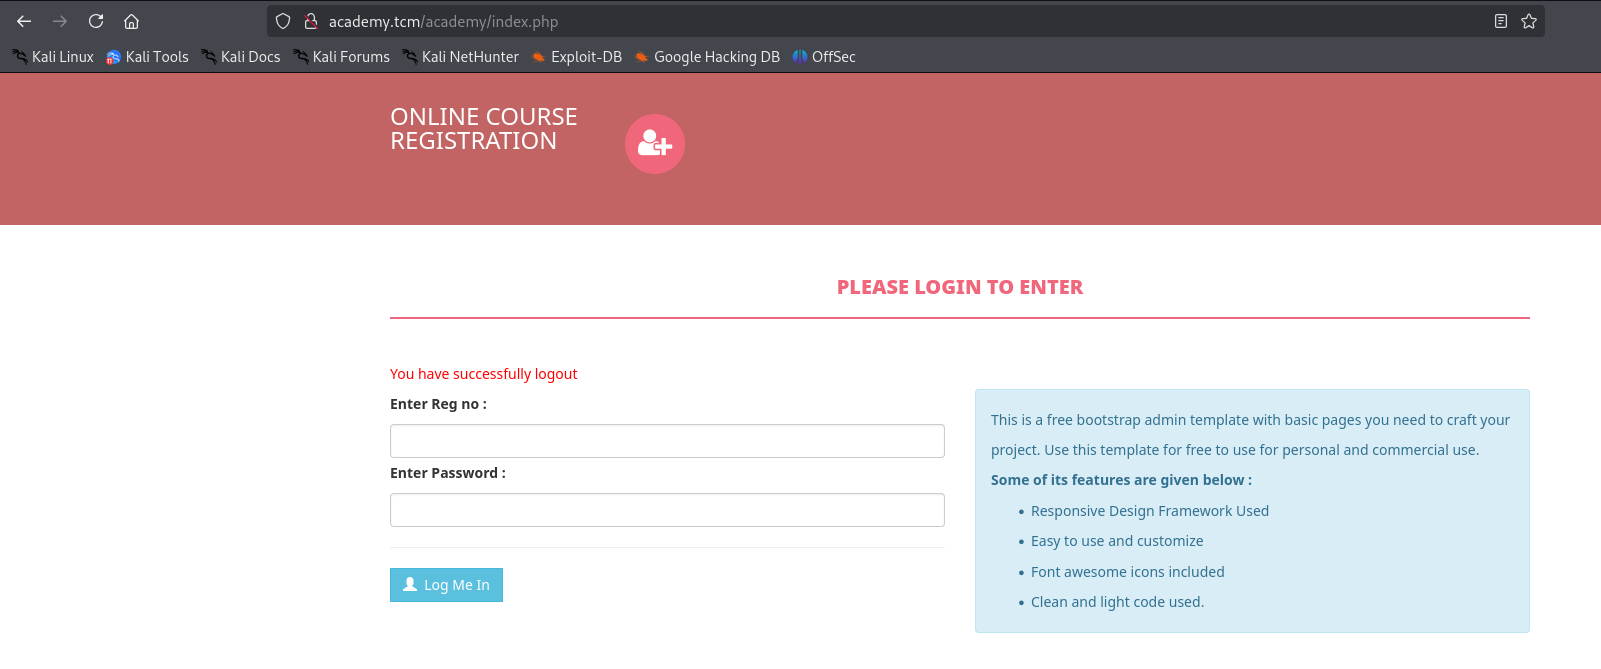 academy.tcm/academy/index.php
Kali Linux Kali Tools Kali Docs Kali Forums Kali NetHunter Exploit-DB Google Hacking DB OffSec
ONLINE COURSE
REGISTRATION
PLEASE LOGIN TO ENTER
You have successfully logout
Enter Reg no :
Enter Password :
Log Me In
This is a free bootstrap admin template with basic pages you need to craft your
project. Use this template for free to use for personal and commercial use.
Some of its features are given below :
Responsive Design Framework Used
Easy to use and customize
Font awesome icons included
Clean and light code used.